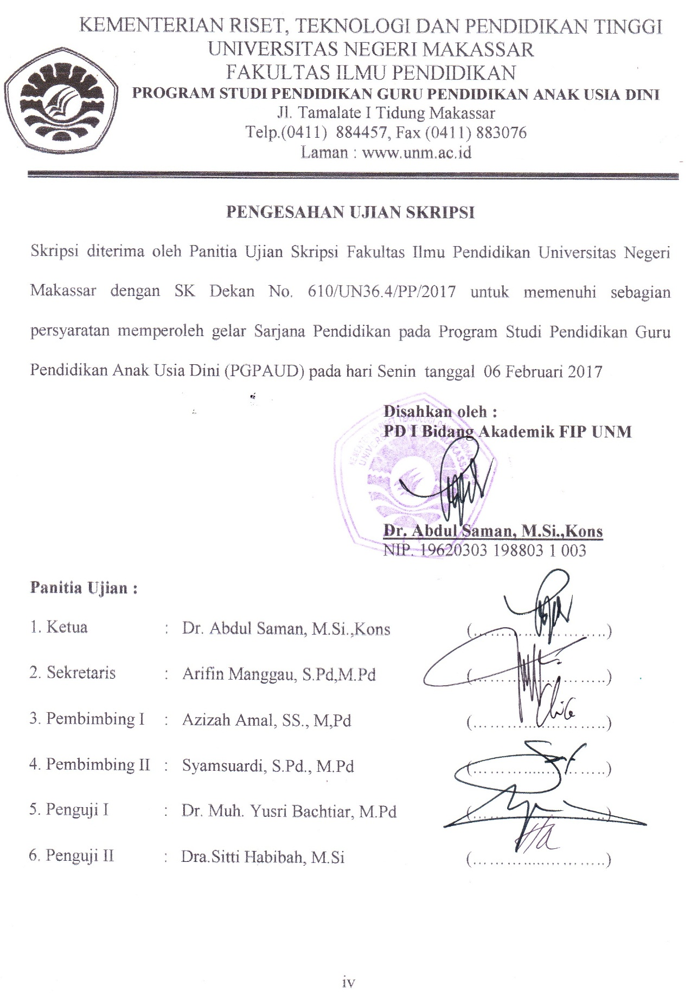 KEMENTERIAN RISET, TEKNOLOGI DAN PENDIDIKAN TINGGI
UNIVERSITAS NEGERI MAKASSAR
FAKULTAS ILMU PENDIDIKAN
PROGRAM STUDI PENDIDIKAN GURU PENDIDIKAN ANAK USIA DINI
Jl. Tamalate I Tidung Makassar
Telp.(0411) 884457, Fax (0411) 883076
Laman : www.unm.ac.id
PENGESAHAN UJIAN SKRIPSI
Skripsi diterima oleh Panitia Ujian Skripsi Fakultas Ilmu Pendidikan Universitas Negeri
Makassar dengan SK Dekan No. 610/UN36.4/PP/2017 untuk memenuhi sebagian
persyaratan memperoleh gelar Sarjana Pendidikan pada Program Studi Pendidikan Guru
Pendidikan Anak Usia Dini (PGPAUD) pada hari Senin tanggal 06 Februari 2017
Disahkan oleh :
PD I Bidang Akademik FIP UNM
Dr. Abdul Saman, M.Si.,Kons
NIP. 19620303 198803 1 003
Panitia Ujian :
1. Ketua : Dr. Abdul Saman, M.Si.,Kons (..........................)
2. Sekretaris : Arifin Manggau, S.Pd,M.Pd (..........................)
3. Pembimbing I : Azizah Amal, SS., M,Pd (..........................)
4. Pembimbing II : Syamsuardi, S.Pd., M.Pd (..........................)
5. Penguji I : Dr. Muh. Yusri Bachtiar, M.Pd (..........................)
6. Penguji II : Dra.Sitti Habibah, M.Si (..........................)
iv